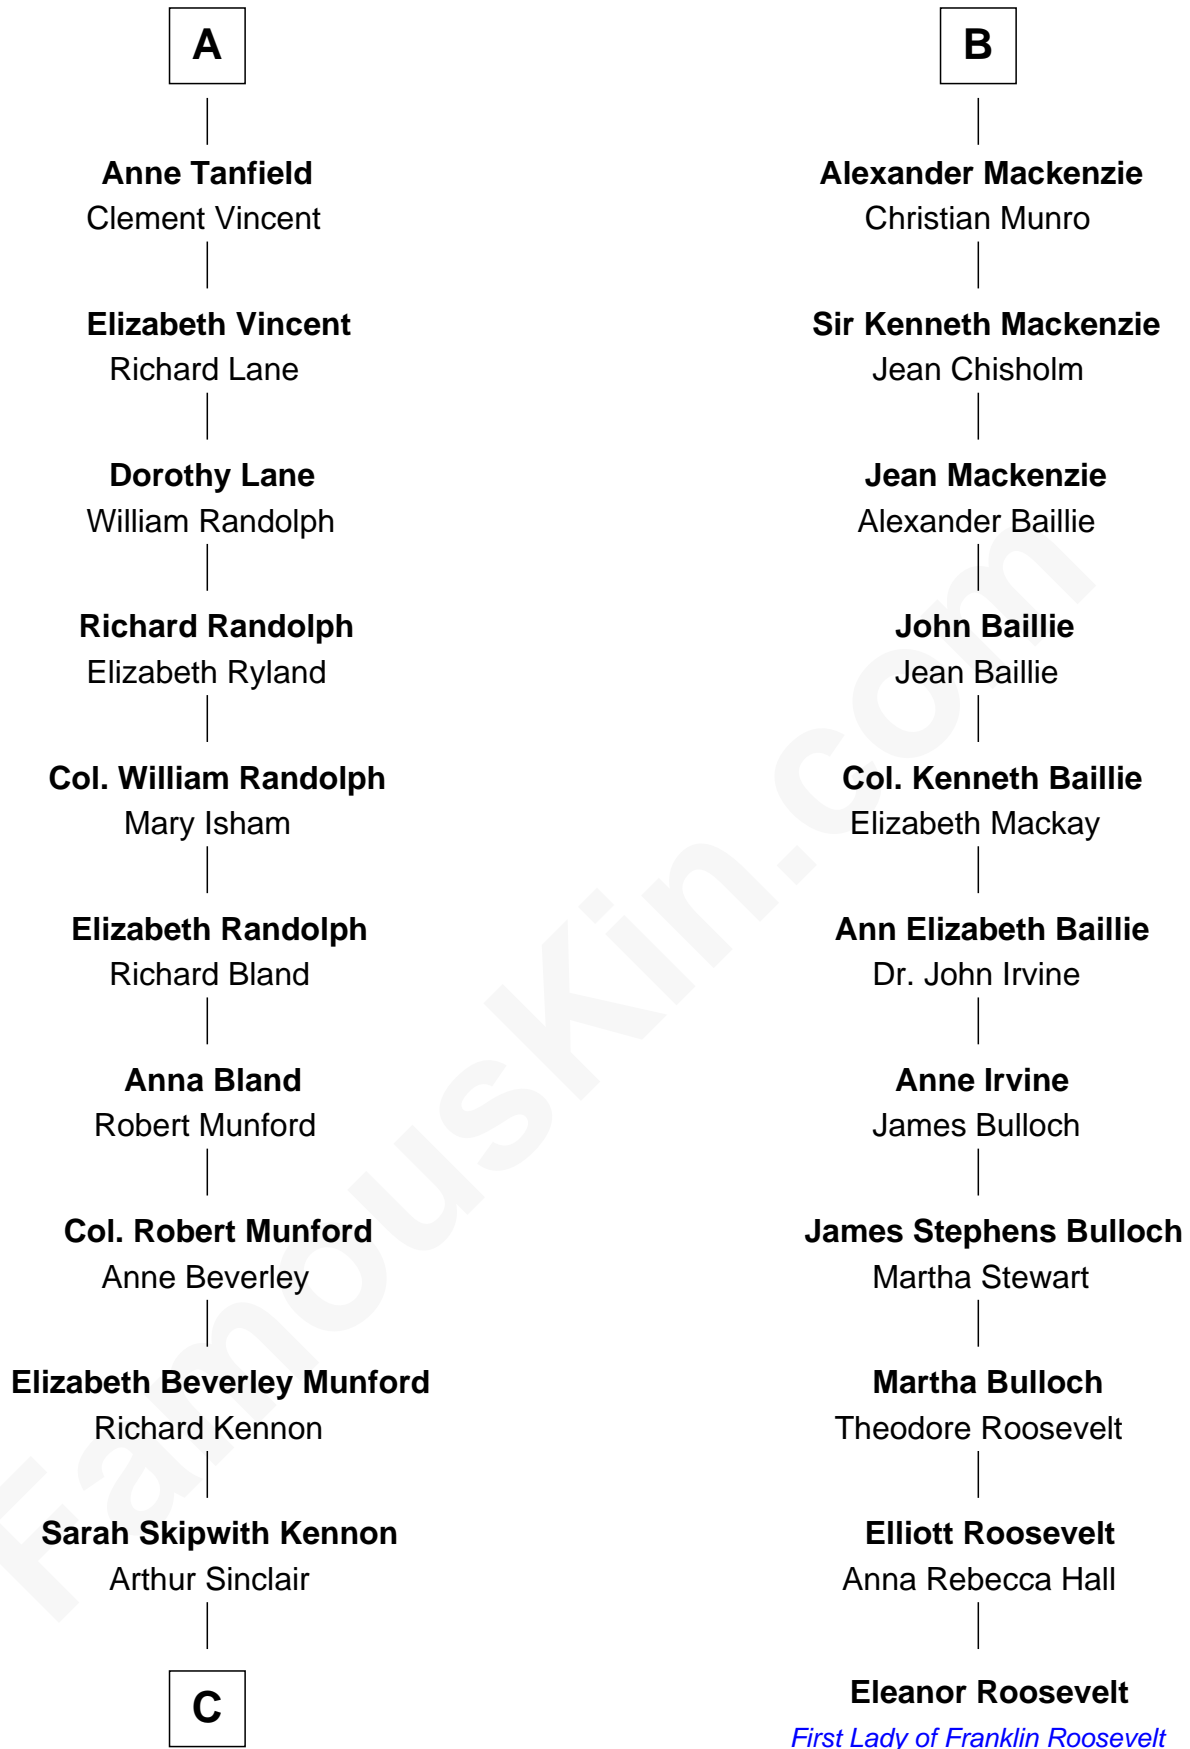 A
Anne Tanfield
Clement Vincent
Elizabeth Vincent
Richard Lane
Dorothy Lane
William Randolph
Richard Randolph
Elizabeth Ryland
Col. William Randolph
Mary Isham
Elizabeth Randolph
Richard Bland
Anna Bland
Robert Munford
Col. Robert Munford
Anne Beverley
Elizabeth Beverley Munford
Richard Kennon
Sarah Skipwith Kennon
Arthur Sinclair
C
B
Alexander Mackenzie
Christian Munro
Sir Kenneth Mackenzie
Jean Chisholm
Jean Mackenzie
Alexander Baillie
John Baillie
Jean Baillie
Col. Kenneth Baillie
Elizabeth Mackay
Ann Elizabeth Baillie
Dr. John Irvine
Anne Irvine
James Bulloch
James Stephens Bulloch
Martha Stewart
Martha Bulloch
Theodore Roosevelt
Elliott Roosevelt
Anna Rebecca Hall
Eleanor Roosevelt
First Lady of Franklin Roosevelt
FamousKin.com